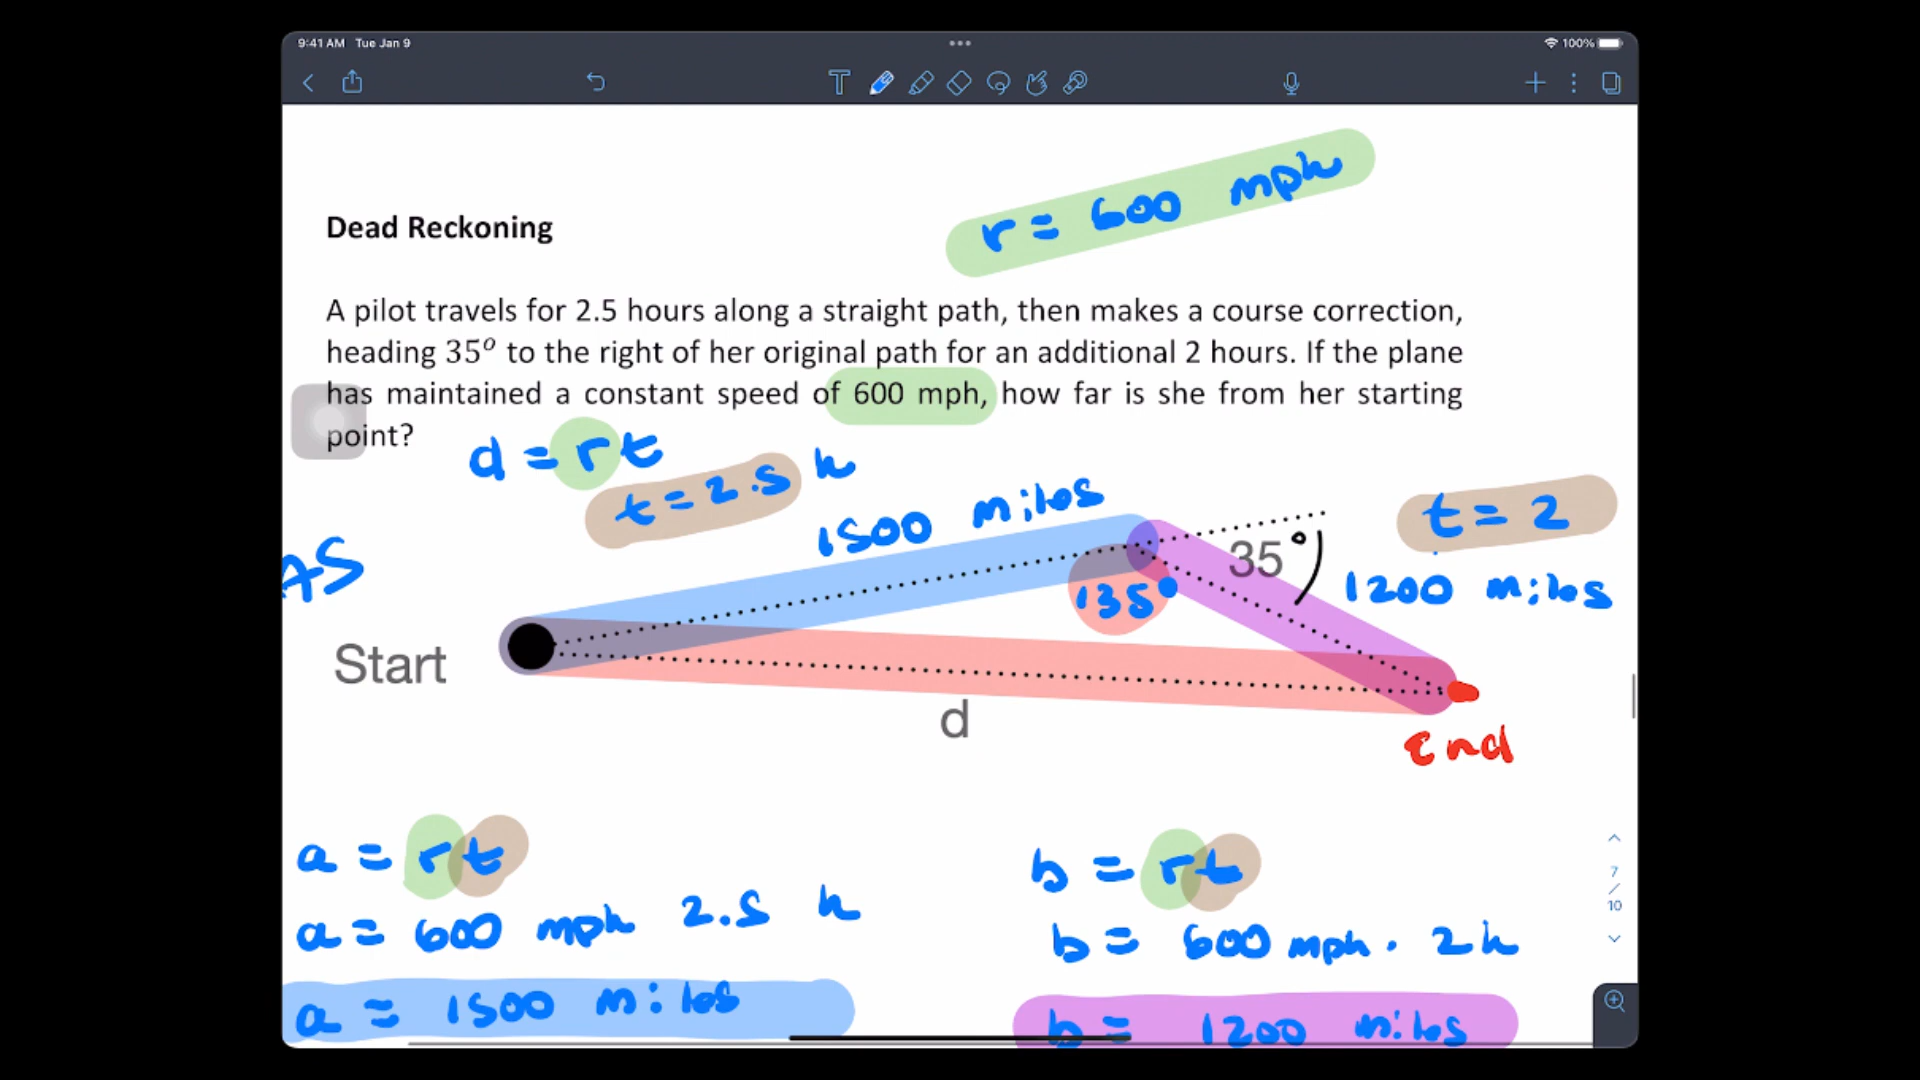 9:41 AM Tue Jan 9
100%
r = 600 mph
Dead Reckoning
A pilot travels for 2.5 hours along a straight path, then makes a course correction,
heading 35° to the right of her original path for an additional 2 hours. If the plane
has maintained a constant speed of 600 mph, how far is she from her starting
point?
d = rt
t = 2.5 h
1500 miles
t = 2
AS
35°
1200 miles
135°
Start
d
End
a = rt
b = rt
a = 600 mph 2.5 h
b = 600 mph · 2h
a = 1500 miles
b = 1200 miles
7
/
10